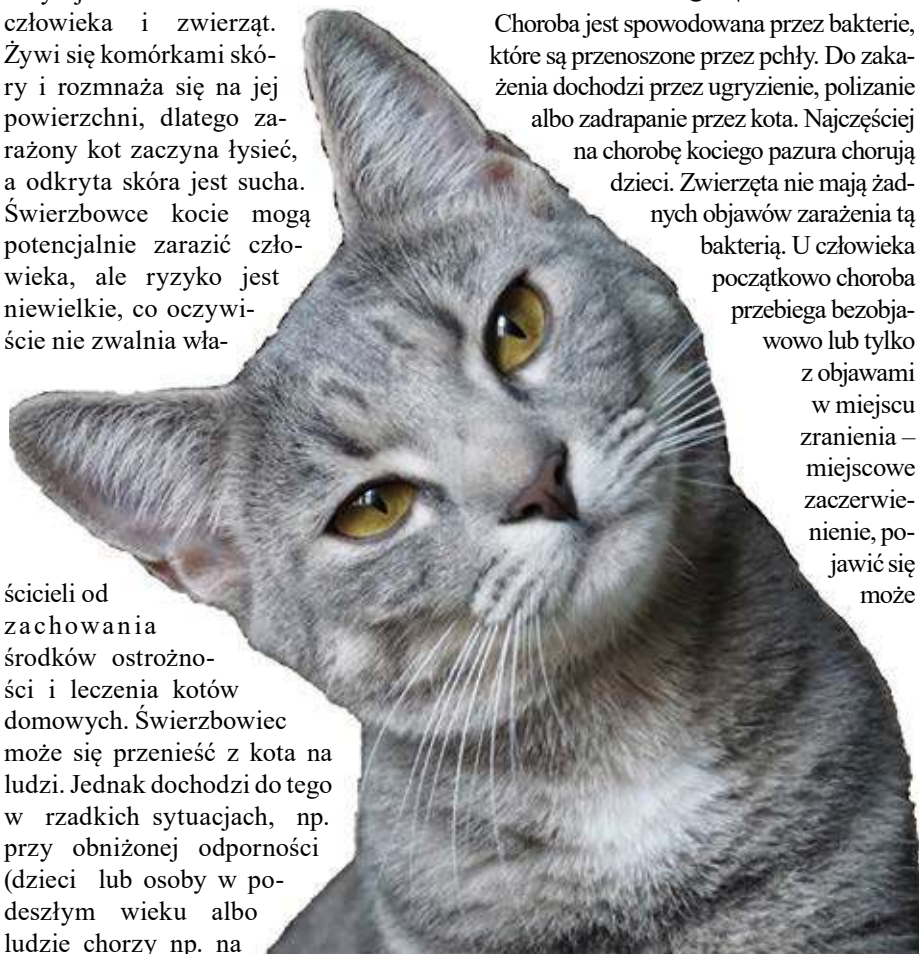 człowieka i zwierząt.
Żywi się komórkami skó-
ry i rozmnaża się na jej
powierzchni, dlatego za-
rażony kot zaczyna łysieć,
a odkryta skóra jest sucha.
Świerzbowce kocie mogą
potencjalnie zarazić czło-
wieka, ale ryzyko jest
niewielkie, co oczywi-
ście nie zwalnia wła-
ścicieli od
zachowania
środków ostrożno-
ści i leczenia kotów
domowych. Świerzbowiec
może się przenieść z kota na
ludzi. Jednak dochodzi do tego
w rzadkich sytuacjach, np.
przy obniżonej odporności
(dzieci lub osoby w po-
deszłym wieku albo
ludzie chorzy np. na
Choroba jest spowodowana przez bakterie,
które są przenoszone przez pchły. Do zaka-
żenia dochodzi przez ugryzienie, polizanie
albo zadrapanie przez kota. Najczęściej
na chorobę kociego pazura chorują
dzieci. Zwierzęta nie mają żad-
nych objawów zarażenia tą
bakterią. U człowieka
początkowo choroba
przebiega bezobja-
wowo lub tylko
z objawami
w miejscu
zranienia –
miejscowe
zaczerwie-
nienie, po-
jawić się
może